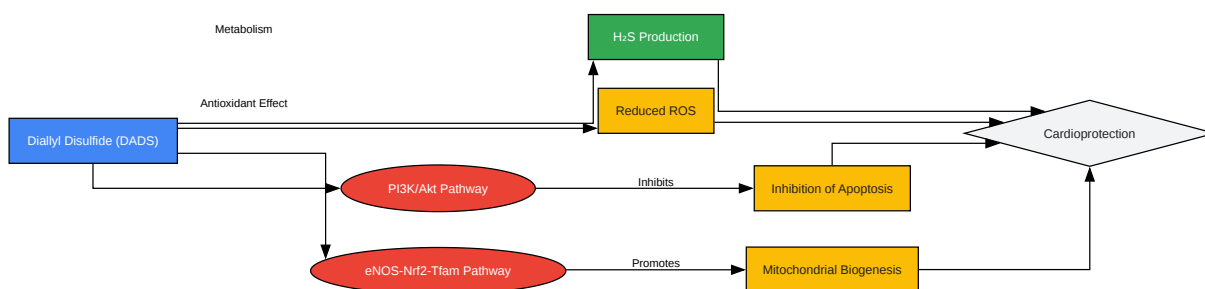 Metabolism
H₂S Production
Antioxidant Effect
Reduced ROS
Diallyl Disulfide (DADS)
Cardioprotection
PI3K/Akt Pathway
Inhibits
Inhibition of Apoptosis
eNOS-Nrf2-Tfam Pathway
Promotes
Mitochondrial Biogenesis